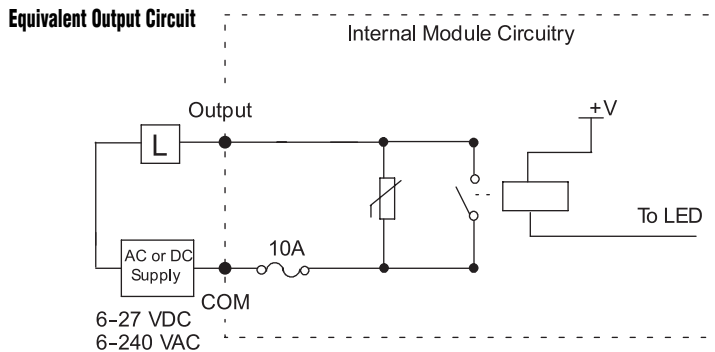 Equivalent Output Circuit
Internal Module Circuitry
Output
+V
L
To LED
AC or DC
Supply
10A
COM
6–27 VDC
6–240 VAC